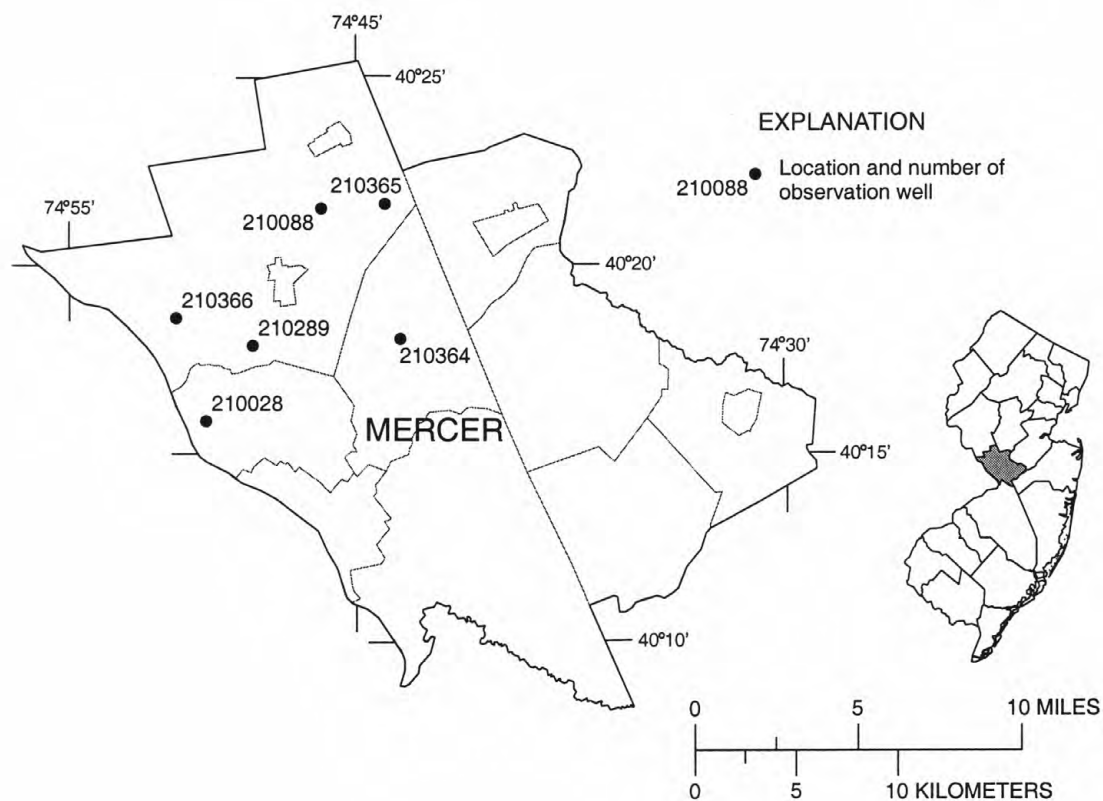 74°45'
40°25'
EXPLANATION
210088
Location and number of
observation well
210365
210088
74°55'
40°20'
210366
210289
210364
74°30'
210028
MERCER
40°15'
40°10'
0 5 10 MILES
0 5 10 KILOMETERS